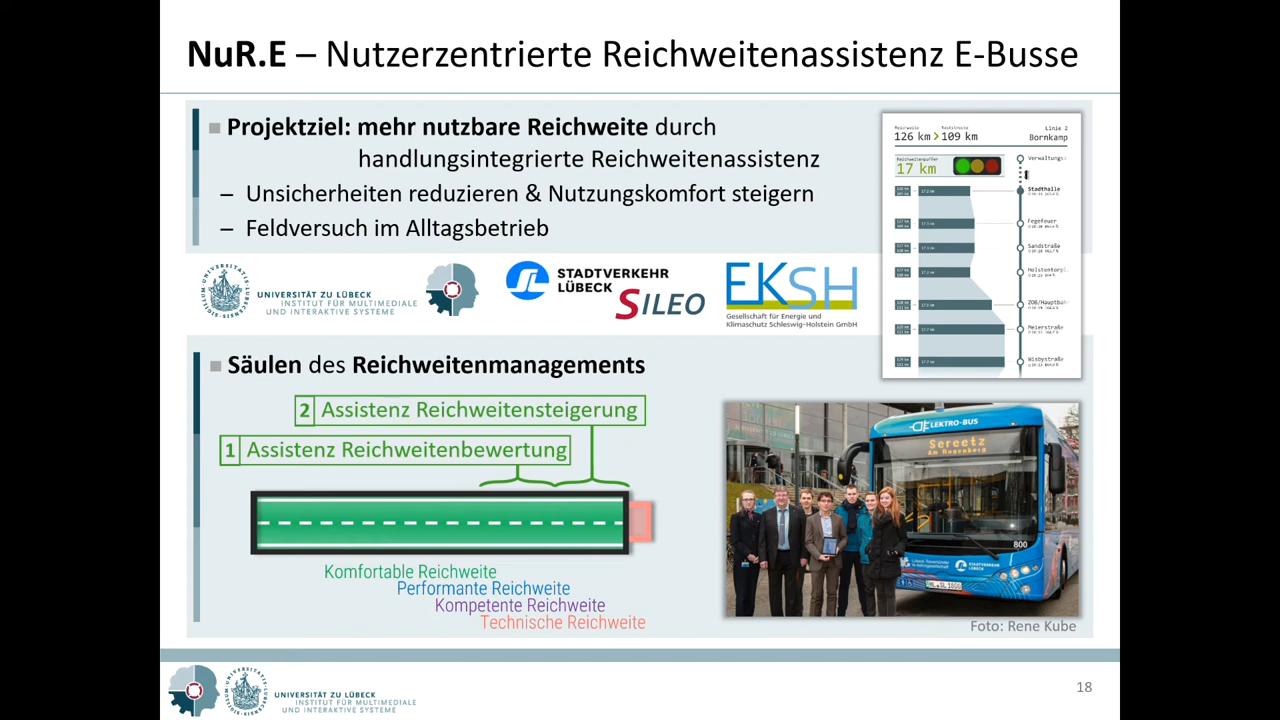 NuR.E – Nutzerzentrierte Reichweitenassistenz E-Busse
Projektziel: mehr nutzbare Reichweite durch
handlungsintegrierte Reichweitenassistenz
– Unsicherheiten reduzieren & Nutzungskomfort steigern
– Feldversuch im Alltagsbetrieb
UNIVERSITÄT ZU LÜBECK
INSTITUT FÜR MULTIMEDIALE
UND INTERAKTIVE SYSTEME
STADTVERKEHR
LÜBECK
SILEO
EKSH
Gesellschaft für Energie und
Klimaschutz Schleswig-Holstein GmbH
Reichweite
126 km > 109 km
Linie 2
Bornkamp
Reichweitenpuffer
17 km
Stadthalle
Fegefeuer
Sandstraße
Meierstraße
Wisbystraße
Säulen des Reichweitenmanagements
2 Assistenz Reichweitensteigerung
1 Assistenz Reichweitenbewertung
Komfortable Reichweite
Performante Reichweite
Kompetente Reichweite
Technische Reichweite
LEKTRO-BUS
Sereetz
800
STADTVERKEHR
LÜBECK
Foto: Rene Kube
UNIVERSITÄT ZU LÜBECK
INSTITUT FÜR MULTIMEDIALE
UND INTERAKTIVE SYSTEME
18